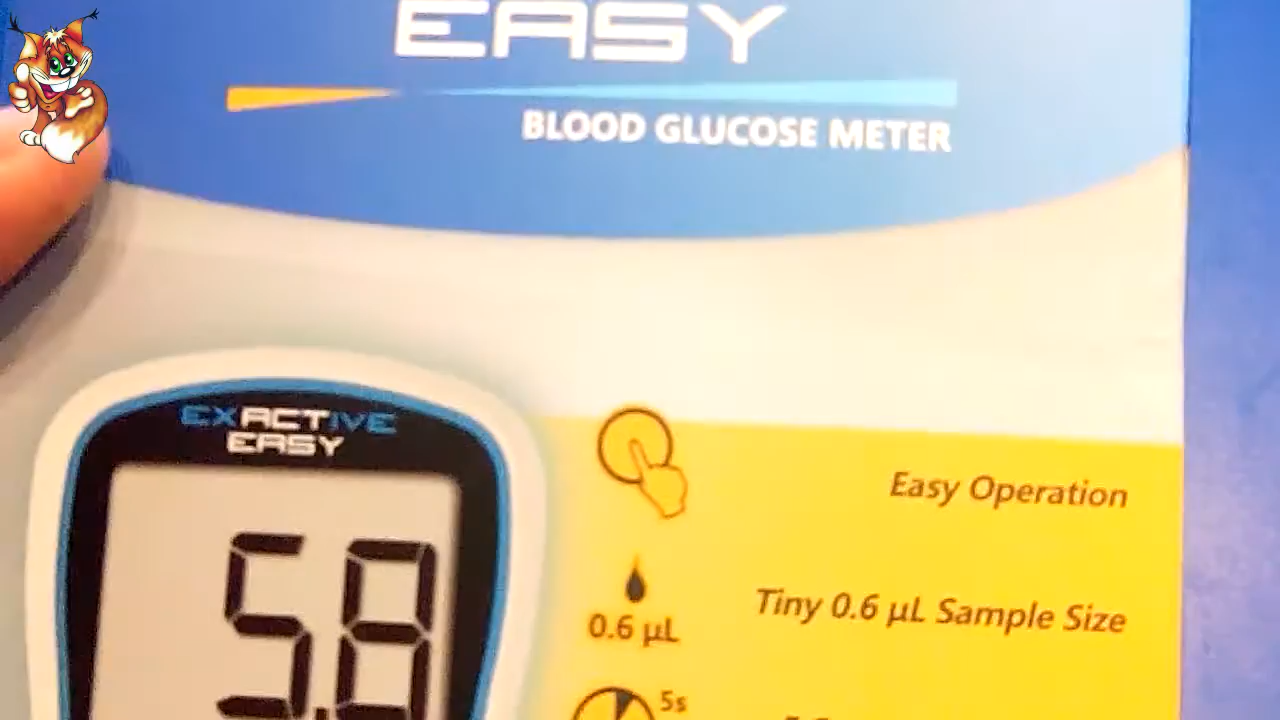 EASY
BLOOD GLUCOSE METER
EXACTIVE
EASY
5.8
Easy Operation
Tiny 0.6 µL Sample Size
0.6 µL
5s